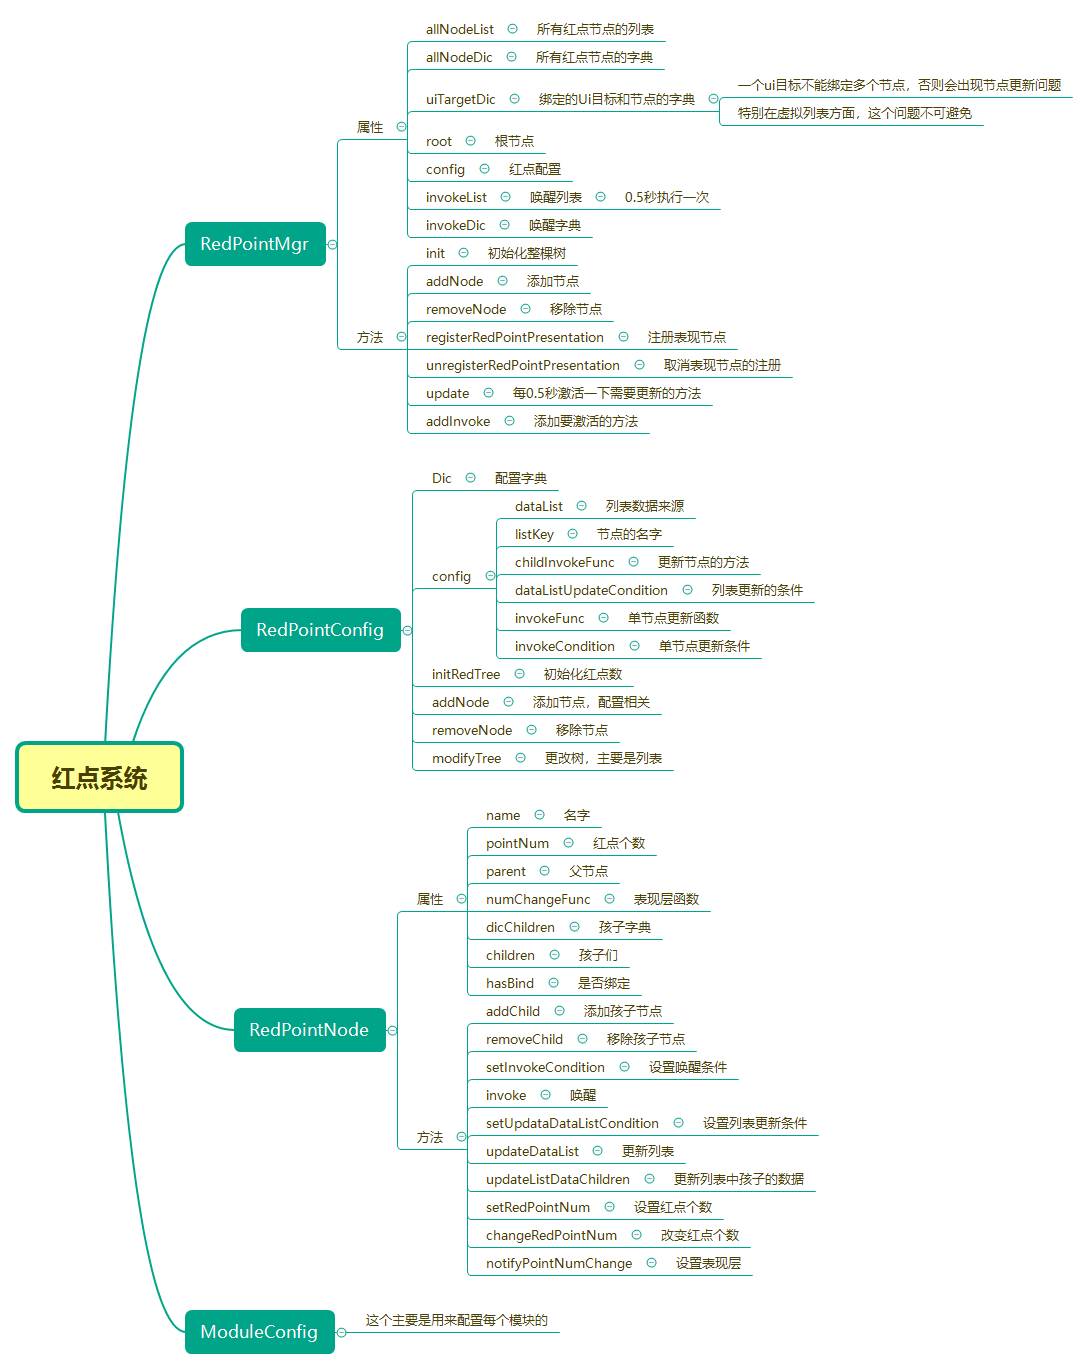 红点系统
RedPointMgr
属性
allNodeList 所有红点节点的列表
allNodeDic 所有红点节点的字典
uiTargetDic 绑定的Ui目标和节点的字典
一个ui目标不能绑定多个节点，否则会出现节点更新问题
特别在虚拟列表方面，这个问题不可避免
root 根节点
config 红点配置
invokeList 唤醒列表 0.5秒执行一次
invokeDic 唤醒字典
方法
init 初始化整棵树
addNode 添加节点
removeNode 移除节点
registerRedPointPresentation 注册表现节点
unregisterRedPointPresentation 取消表现节点的注册
update 每0.5秒激活一下需要更新的方法
addInvoke 添加要激活的方法
RedPointConfig
Dic 配置字典
config
dataList 列表数据来源
listKey 节点的名字
childInvokeFunc 更新节点的方法
dataListUpdateCondition 列表更新的条件
invokeFunc 单节点更新函数
invokeCondition 单节点更新条件
initRedTree 初始化红点数
addNode 添加节点，配置相关
removeNode 移除节点
modifyTree 更改树，主要是列表
RedPointNode
属性
name 名字
pointNum 红点个数
parent 父节点
numChangeFunc 表现层函数
dicChildren 孩子字典
children 孩子们
hasBind 是否绑定
方法
addChild 添加孩子节点
removeChild 移除孩子节点
setInvokeCondition 设置唤醒条件
invoke 唤醒
setUpdataDataListCondition 设置列表更新条件
updateDataList 更新列表
updateListDataChildren 更新列表中孩子的数据
setRedPointNum 设置红点个数
changeRedPointNum 改变红点个数
notifyPointNumChange 设置表现层
ModuleConfig
这个主要是用来配置每个模块的